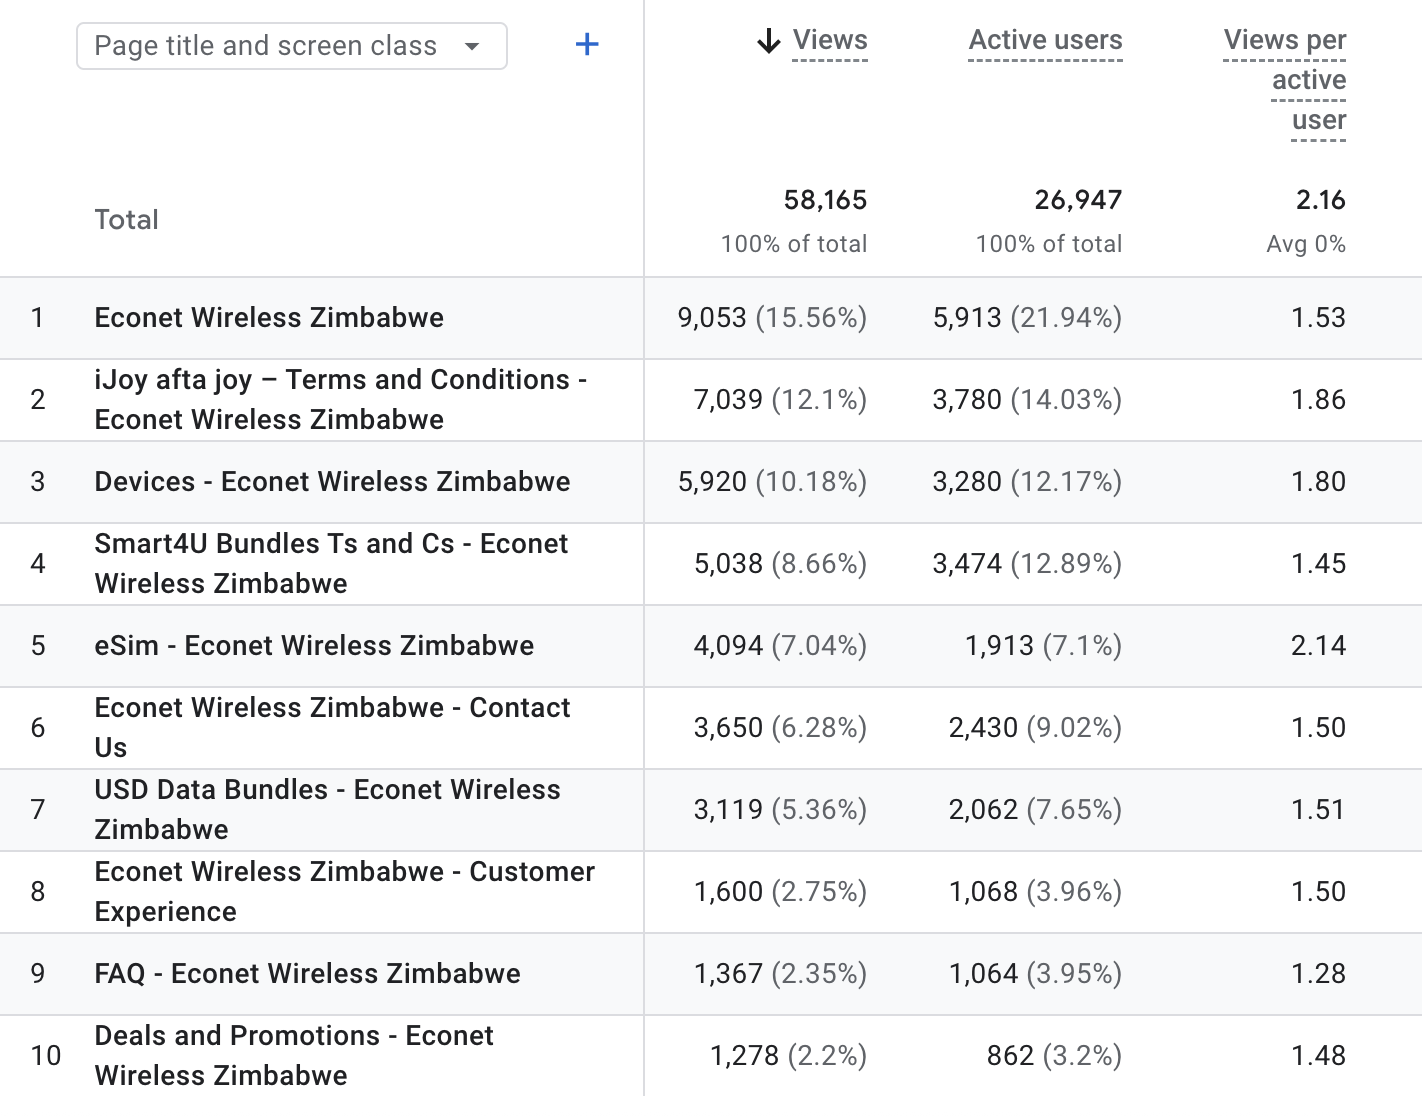 Page title and screen class
Views
Active users
Views per
active
user
Total
58,165
100% of total
26,947
100% of total
2.16
Avg 0%
1 Econet Wireless Zimbabwe 9,053 (15.56%) 5,913 (21.94%) 1.53
2 iJoy afta joy – Terms and Conditions -
Econet Wireless Zimbabwe 7,039 (12.1%) 3,780 (14.03%) 1.86
3 Devices - Econet Wireless Zimbabwe 5,920 (10.18%) 3,280 (12.17%) 1.80
4 Smart4U Bundles Ts and Cs - Econet
Wireless Zimbabwe 5,038 (8.66%) 3,474 (12.89%) 1.45
5 eSim - Econet Wireless Zimbabwe 4,094 (7.04%) 1,913 (7.1%) 2.14
6 Econet Wireless Zimbabwe - Contact
Us 3,650 (6.28%) 2,430 (9.02%) 1.50
7 USD Data Bundles - Econet Wireless
Zimbabwe 3,119 (5.36%) 2,062 (7.65%) 1.51
8 Econet Wireless Zimbabwe - Customer
Experience 1,600 (2.75%) 1,068 (3.96%) 1.50
9 FAQ - Econet Wireless Zimbabwe 1,367 (2.35%) 1,064 (3.95%) 1.28
10 Deals and Promotions - Econet
Wireless Zimbabwe 1,278 (2.2%) 862 (3.2%) 1.48